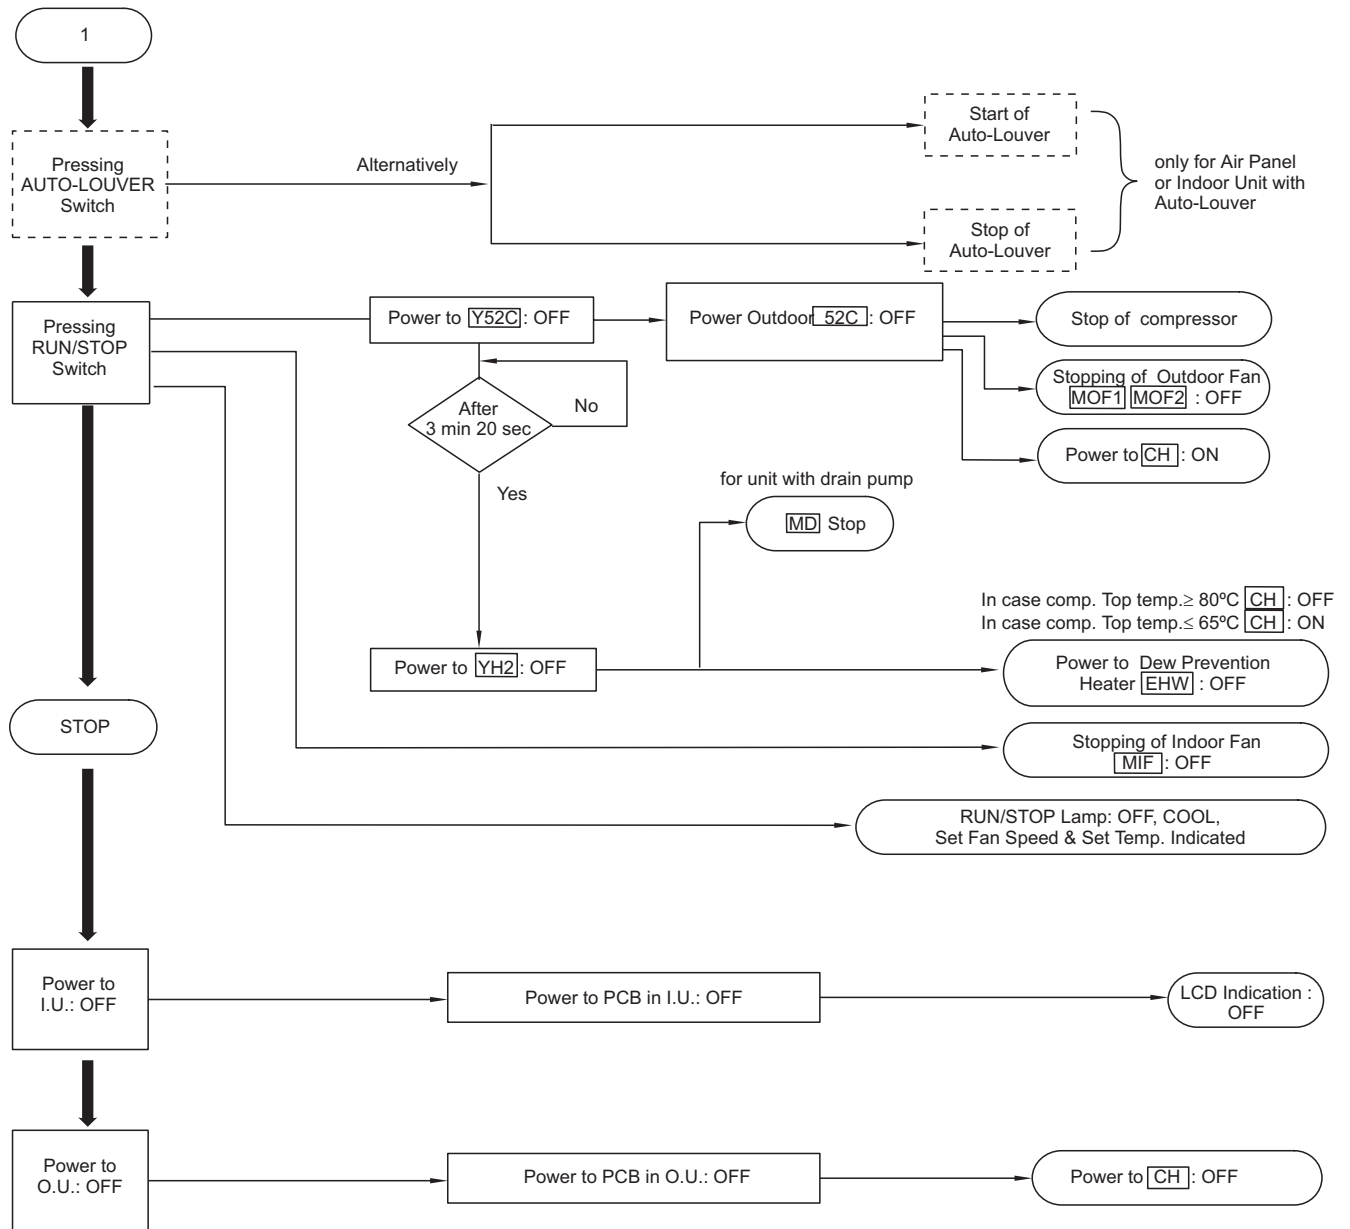 1
Pressing
AUTO-LOUVER
Switch
Alternatively
Start of
Auto-Louver
Stop of
Auto-Louver
only for Air Panel
or Indoor Unit with
Auto-Louver
Pressing
RUN/STOP
Switch
Power to Y52C : OFF
Power Outdoor 52C : OFF
Stop of compressor
Stopping of Outdoor Fan
MOF1 MOF2 : OFF
Power to CH : ON
After
3 min 20 sec
No
Yes
for unit with drain pump
MD Stop
In case comp. Top temp.≥ 80ºC CH : OFF
In case comp. Top temp.≤ 65ºC CH : ON
Power to YH2 : OFF
Power to Dew Prevention
Heater EHW : OFF
STOP
Stopping of Indoor Fan
MIF : OFF
RUN/STOP Lamp: OFF, COOL,
Set Fan Speed & Set Temp. Indicated
Power to
I.U.: OFF
Power to PCB in I.U.: OFF
LCD Indication :
OFF
Power to
O.U.: OFF
Power to PCB in O.U.: OFF
Power to CH : OFF